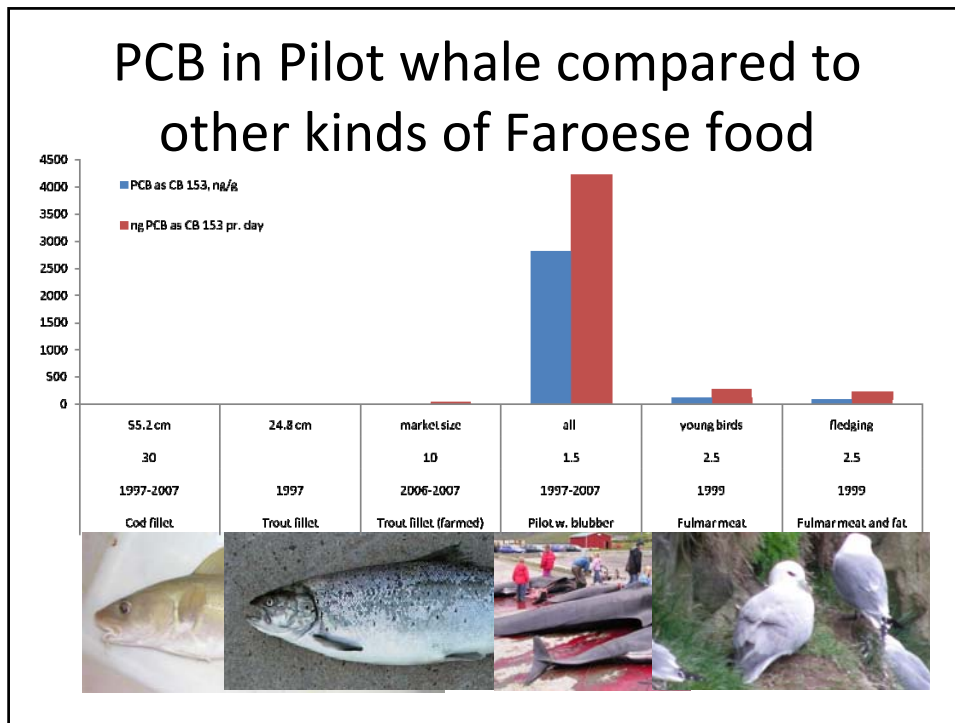 PCB in Pilot whale compared to
other kinds of Faroese food
4500
4000
3500
3000
2500
2000
1500
1000
500
0
PCB as CB 153, ng/g
ng PCB as CB 153 pr. day
55.2 cm 24.8 cm market size all young birds fledging
30 10 1.5 2.5 2.5
1997-2007 1997 2006-2007 1997-2007 1999 1999
Cod fillet Trout fillet Trout fillet (farmed) Pilot w. blubber Fulmar meat Fulmar meat and fat